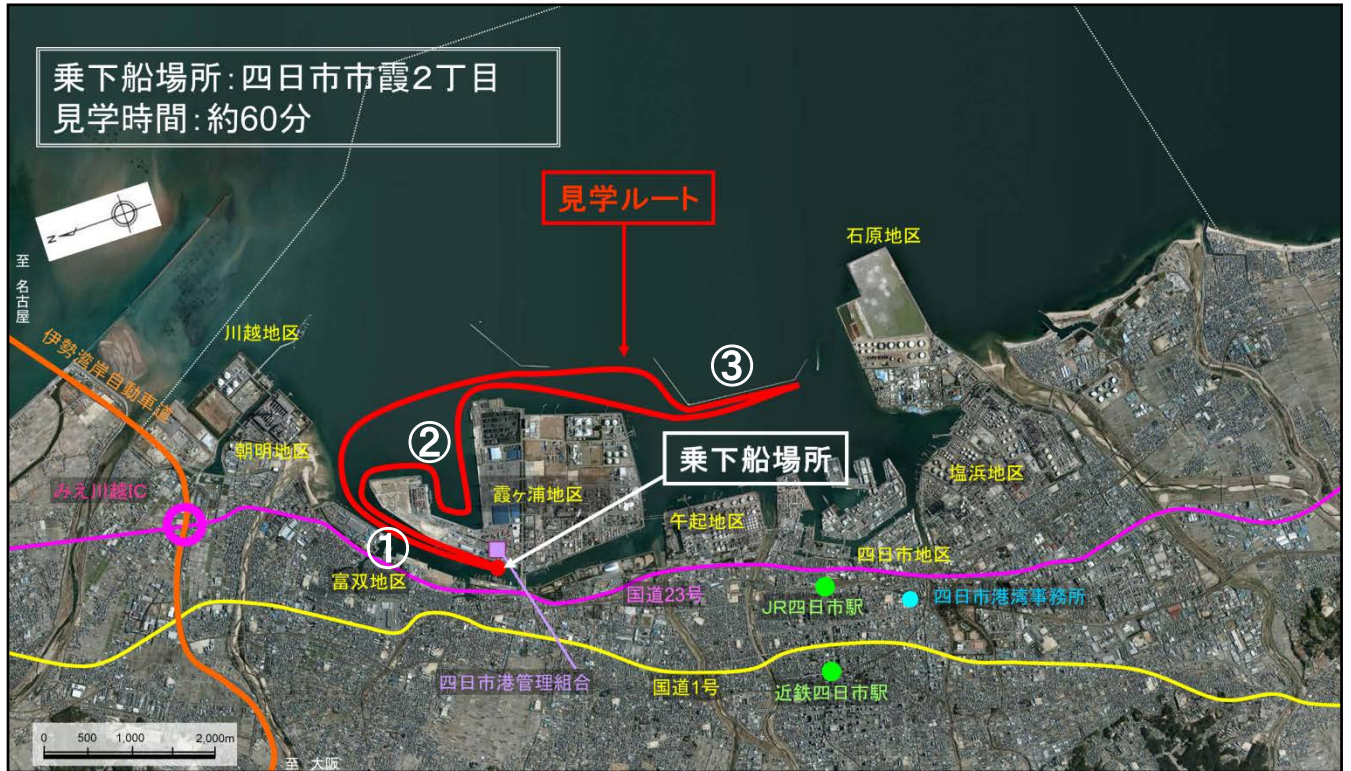 乗下船場所:四日市市霞2丁目
見学時間:約60分
見学ルート
石原地区
N
至 名古屋
川越地区
伊勢湾岸自動車道
③
②
朝明地区
乗下船場所
みえ川越IC
霞ヶ浦地区
塩浜地区
午起地区
①
富双地区
四日市地区
国道23号
JR四日市駅
四日市港湾事務所
四日市港管理組合
国道1号
近鉄四日市駅
0 500 1,000 2,000m
至 大阪